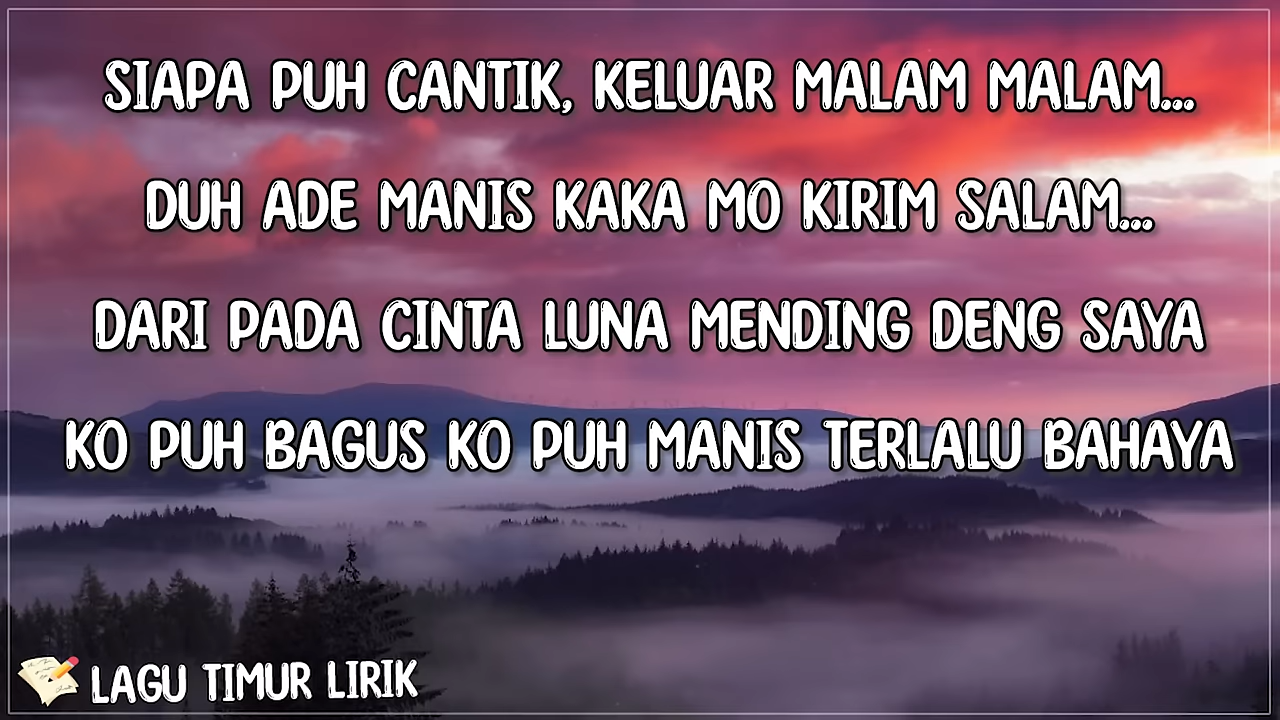 SIAPA PUH CANTIK, KELUAR MALAM MALAM...
DUH ADE MANIS KAKA MO KIRIM SALAM...
DARI PADA CINTA LUNA MENDING DENG SAYA
KO PUH BAGUS KO PUH MANIS TERLALU BAHAYA
LAGU TIMUR LIRIK